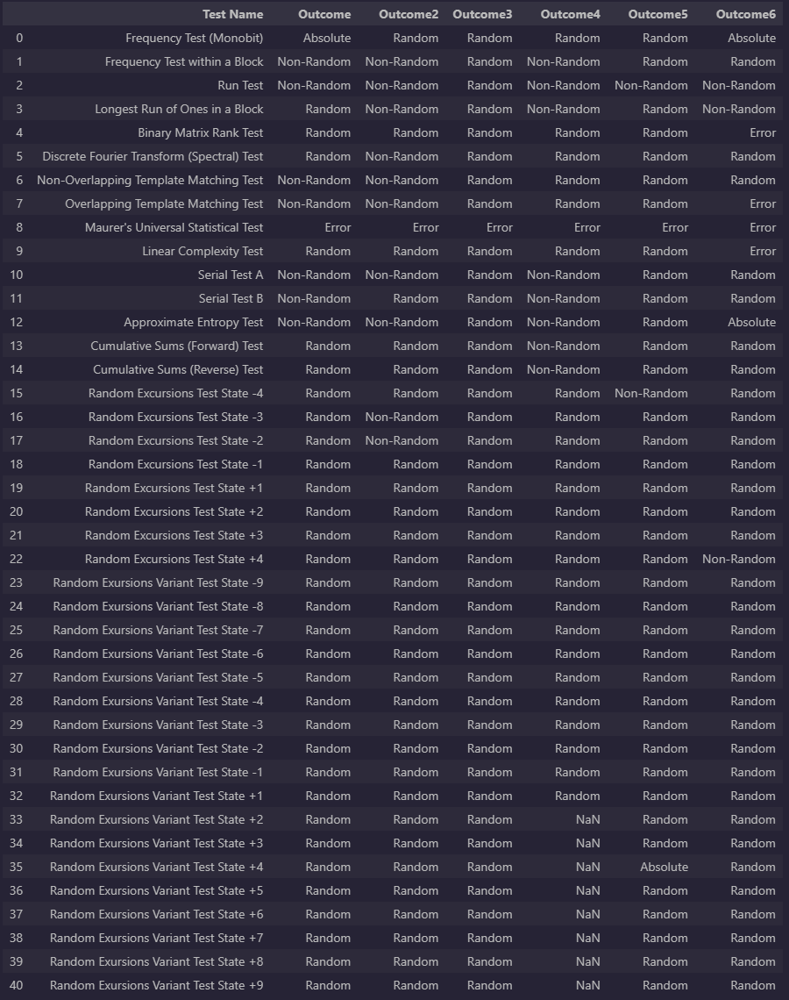 Test Name Outcome Outcome2 Outcome3 Outcome4 Outcome5 Outcome6
0 Frequency Test (Monobit) Absolute Random Random Random Random Absolute
1 Frequency Test within a Block Non-Random Non-Random Random Non-Random Random Random
2 Run Test Non-Random Non-Random Random Non-Random Non-Random Non-Random
3 Longest Run of Ones in a Block Random Non-Random Random Non-Random Random Non-Random
4 Binary Matrix Rank Test Random Random Random Random Random Error
5 Discrete Fourier Transform (Spectral) Test Random Non-Random Random Random Random Random
6 Non-Overlapping Template Matching Test Non-Random Non-Random Random Random Random Random
7 Overlapping Template Matching Test Non-Random Non-Random Random Random Random Error
8 Maurer's Universal Statistical Test Error Error Error Error Error Error
9 Linear Complexity Test Random Random Random Random Random Error
10 Serial Test A Non-Random Non-Random Random Non-Random Random Random
11 Serial Test B Non-Random Random Random Non-Random Random Random
12 Approximate Entropy Test Non-Random Non-Random Random Non-Random Random Absolute
13 Cumulative Sums (Forward) Test Random Random Random Non-Random Random Random
14 Cumulative Sums (Reverse) Test Random Random Random Non-Random Random Random
15 Random Excursions Test State -4 Random Random Random Random Non-Random Random
16 Random Excursions Test State -3 Random Non-Random Random Random Random Random
17 Random Excursions Test State -2 Random Non-Random Random Random Random Random
18 Random Excursions Test State -1 Random Random Random Random Random Random
19 Random Excursions Test State +1 Random Random Random Random Random Random
20 Random Excursions Test State +2 Random Random Random Random Random Random
21 Random Excursions Test State +3 Random Random Random Random Random Random
22 Random Excursions Test State +4 Random Random Random Random Random Non-Random
23 Random Exursions Variant Test State -9 Random Random Random Random Random Random
24 Random Exursions Variant Test State -8 Random Random Random Random Random Random
25 Random Exursions Variant Test State -7 Random Random Random Random Random Random
26 Random Exursions Variant Test State -6 Random Random Random Random Random Random
27 Random Exursions Variant Test State -5 Random Random Random Random Random Random
28 Random Exursions Variant Test State -4 Random Random Random Random Random Random
29 Random Exursions Variant Test State -3 Random Random Random Random Random Random
30 Random Exursions Variant Test State -2 Random Random Random Random Random Random
31 Random Exursions Variant Test State -1 Random Random Random Random Random Random
32 Random Exursions Variant Test State +1 Random Random Random Random Random Random
33 Random Exursions Variant Test State +2 Random Random Random NaN Random Random
34 Random Exursions Variant Test State +3 Random Random Random NaN Random Random
35 Random Exursions Variant Test State +4 Random Random Random NaN Absolute Random
36 Random Exursions Variant Test State +5 Random Random Random NaN Random Random
37 Random Exursions Variant Test State +6 Random Random Random NaN Random Random
38 Random Exursions Variant Test State +7 Random Random Random NaN Random Random
39 Random Exursions Variant Test State +8 Random Random Random NaN Random Random
40 Random Exursions Variant Test State +9 Random Random Random NaN Random Random